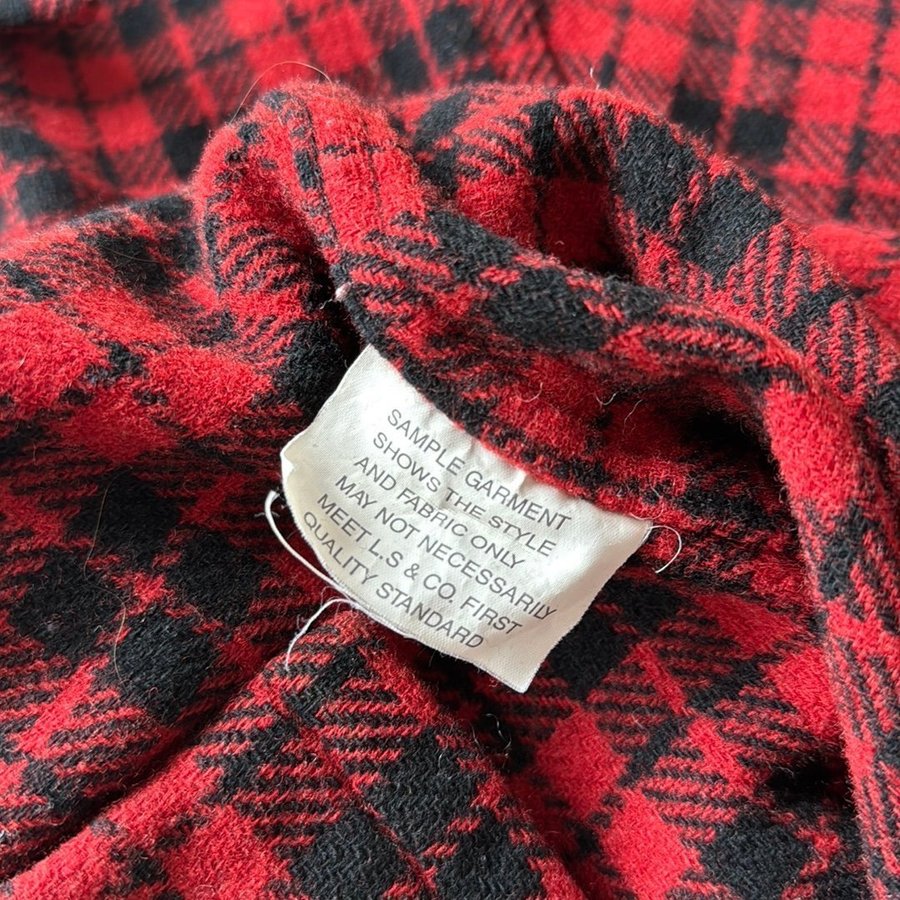 SAMPLE GARMENT
SHOWS THE STYLE
AND FABRIC ONLY
MAY NOT NECESSARILY
MEET L.S & CO. FIRST
QUALITY STANDARD